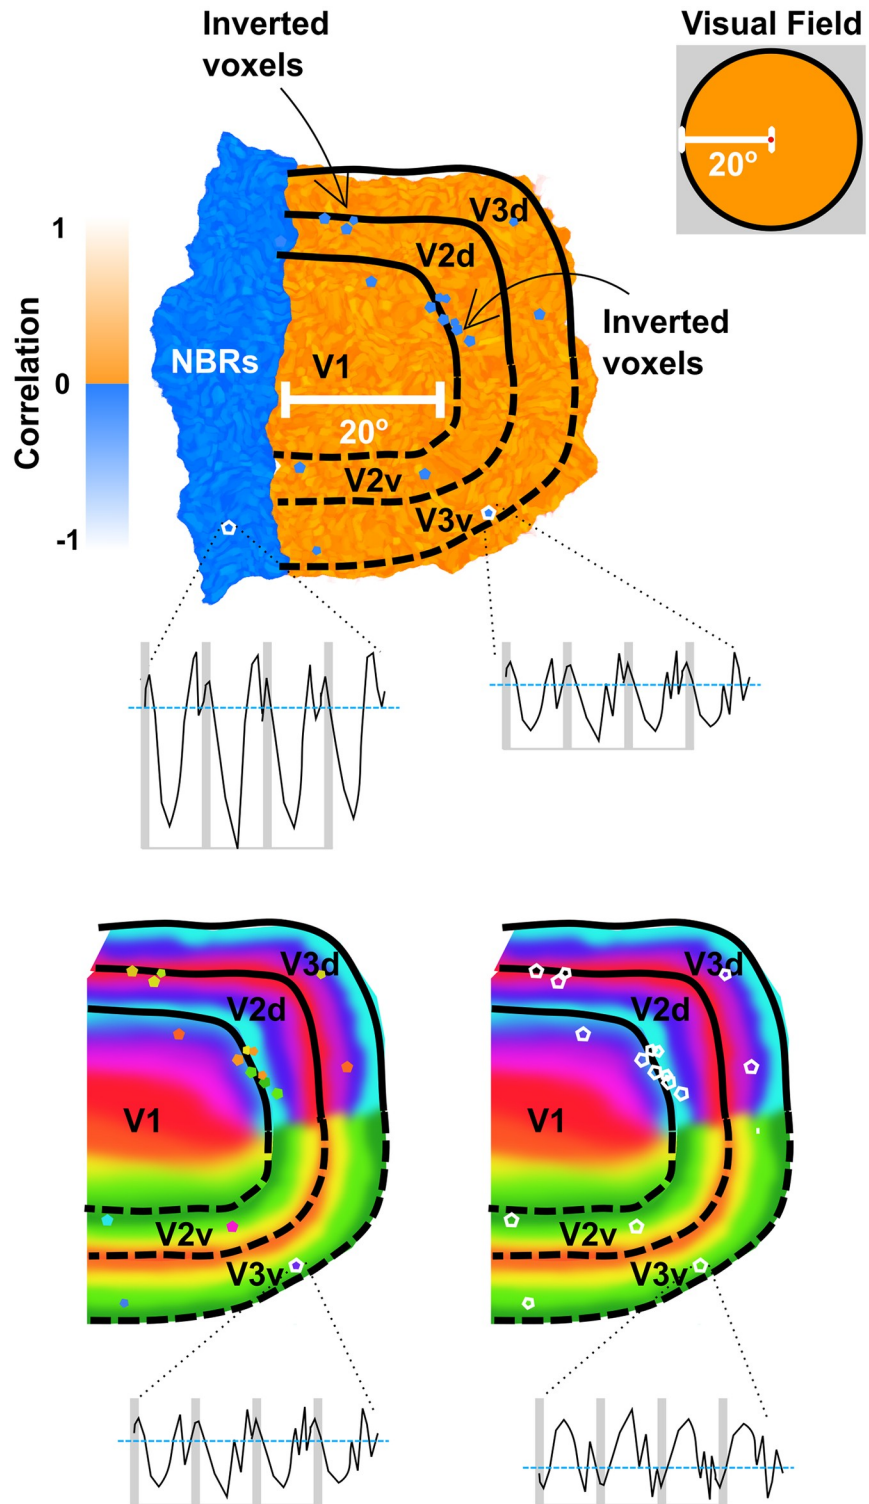 Inverted
voxels
Visual Field
20°
1
Correlation
0
-1
V3d
V2d
Inverted
voxels
NBRs
V1
20°
V2v
V3v
V3d
V2d
V1
V2v
V3v
V3d
V2d
V1
V2v
V3v